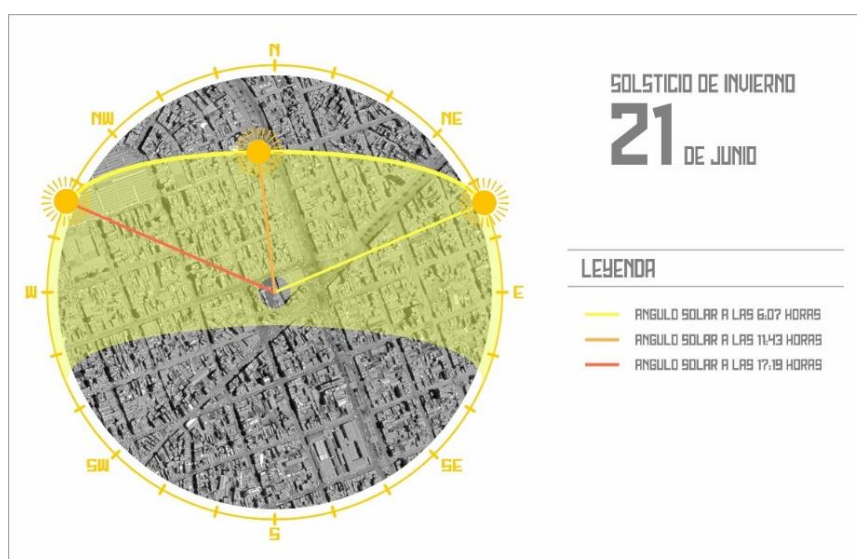 N
NW
NE
W
E
SW
SE
S
SOLSTICIO DE INVIERNO
21 DE JUNIO
LEYENDA
ANGULO SOLAR A LAS 6:07 HORAS
ANGULO SOLAR A LAS 11:43 HORAS
ANGULO SOLAR A LAS 17:19 HORAS